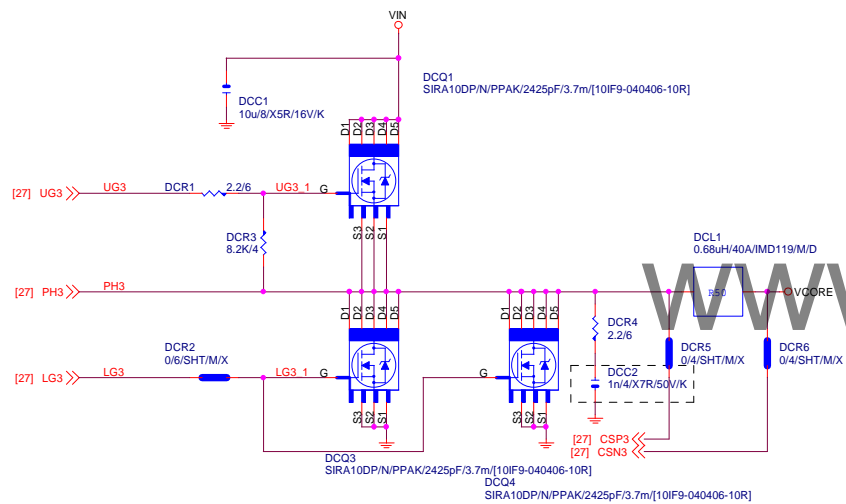 VIN
DCQ1
SIRA10DP/N/PPAK/2425pF/3.7m/[10IF9-040406-10R]
DCC1
10u/8/X5R/16V/K
D1
D2
D3
D4
D5
[27] UG3
UG3
DCR1
2.2/6
UG3_1
G
S3
S2
S1
DCR3
8.2K/4
DCL1
0.68uH/40A/IMD119/M/D
[27] PH3
PH3
R50
VCORE
WWW
D1
D2
D3
D4
D5
D1
D2
D3
D4
D5
DCR2
0/6/SHT/M/X
DCR4
2.2/6
DCR5
0/4/SHT/M/X
DCR6
0/4/SHT/M/X
[27] LG3
LG3
LG3_1
G
G
DCC2
1n/4/X7R/50V/K
S3
S2
S1
S3
S2
S1
[27] CSP3
[27] CSN3
DCQ3
SIRA10DP/N/PPAK/2425pF/3.7m/[10IF9-040406-10R]
DCQ4
SIRA10DP/N/PPAK/2425pF/3.7m/[10IF9-040406-10R]